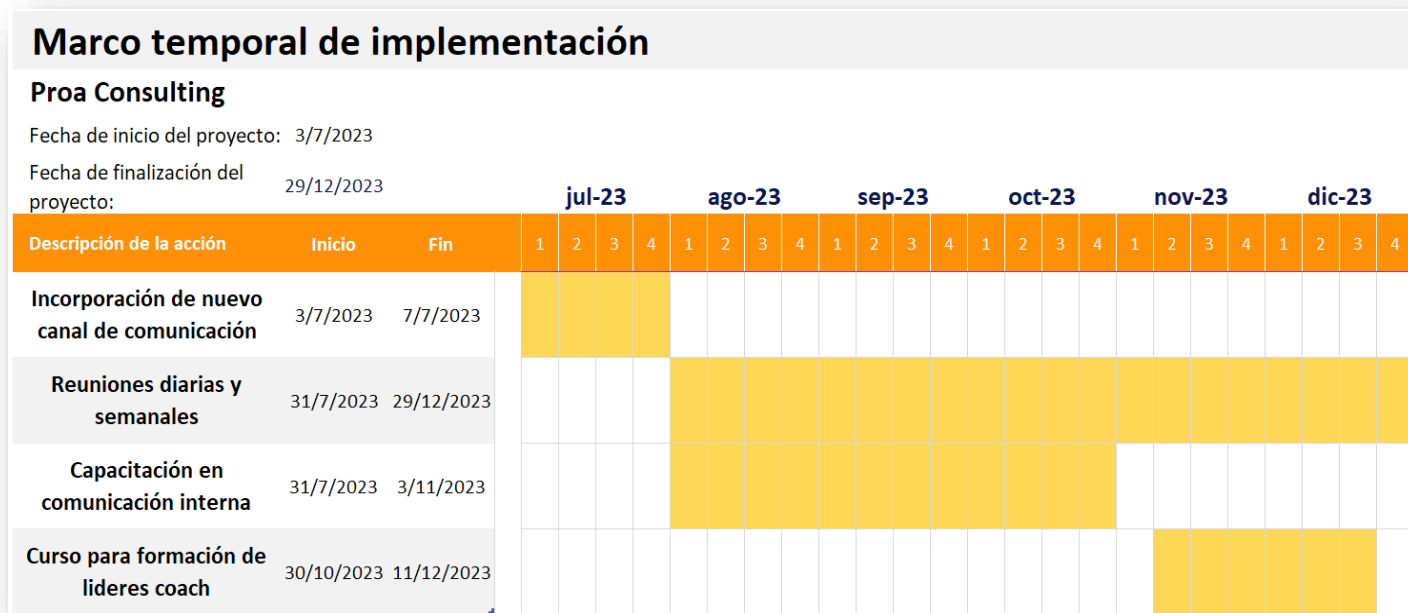 Marco temporal de implementación
Proa Consulting
Fecha de inicio del proyecto: 3/7/2023
Fecha de finalización del
proyecto: 29/12/2023
jul-23 ago-23 sep-23 oct-23 nov-23 dic-23
Descripción de la acción Inicio Fin 1 2 3 4 1 2 3 4 1 2 3 4 1 2 3 4 1 2 3 4 1 2 3 4
Incorporación de nuevo
canal de comunicación 3/7/2023 7/7/2023
Reuniones diarias y
semanales 31/7/2023 29/12/2023
Capacitación en
comunicación interna 31/7/2023 3/11/2023
Curso para formación de
lideres coach 30/10/2023 11/12/2023